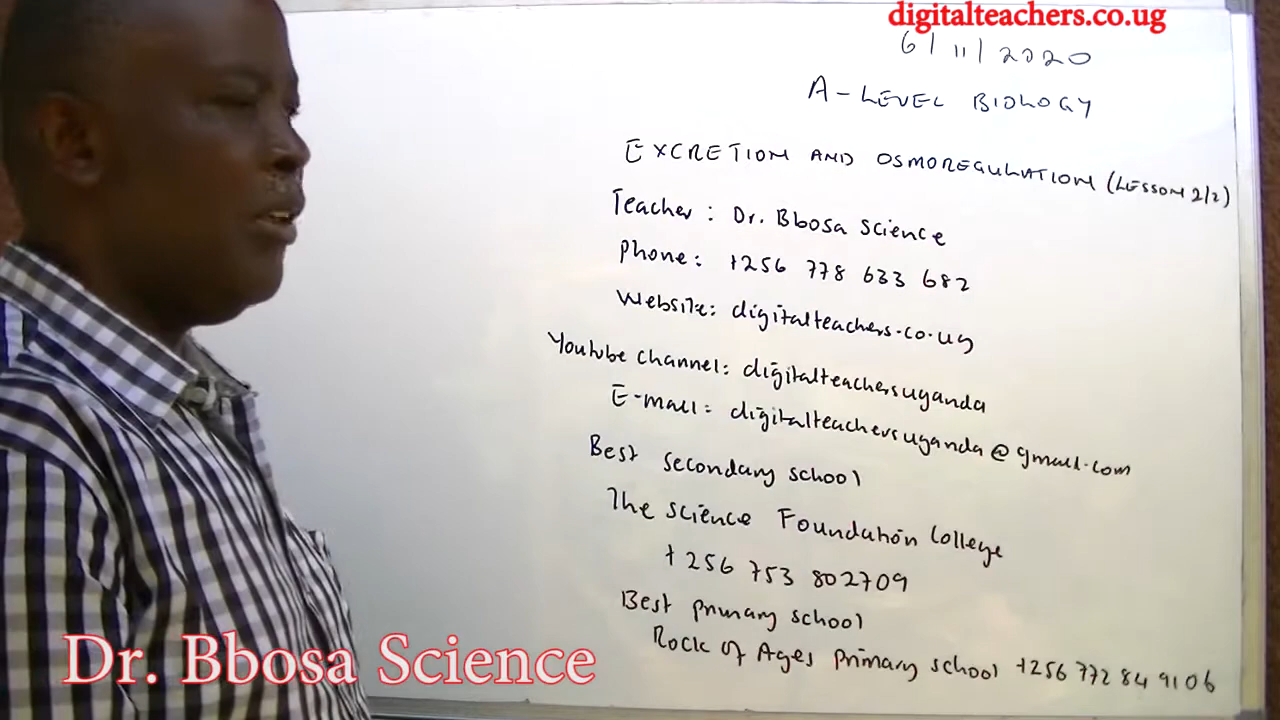 digitalteachers.co.ug
6/11/2020
A-LEVEL BIOLOGY
EXCRETION AND OSMOREGULATION (LESSON 2/2)
Teacher: Dr. Bbosa Science
Phone: +256 778 633 682
Website: digitalteachers.co.ug
Youtube channel: digitalteachersuganda
E-mail: digitalteachersuganda@gmail.com
Best secondary school
The science Foundation College
+256 753 802709
Best primary school
Rock of Ages primary school +256 772 84 9106
Dr. Bbosa Science